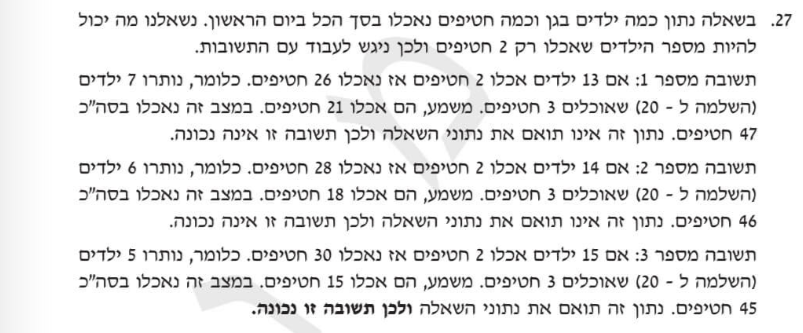 27. בשאלה נתון כמה ילדים בגן וכמה חטיפים נאכלו בסך הכל ביום הראשון. נשאלנו מה יכול
להיות מספר הילדים שאכלו רק 2 חטיפים ולכן ניגש לעבוד עם התשובות.
תשובה מספר 1: אם 13 ילדים אכלו 2 חטיפים אז נאכלו 26 חטיפים. כלומר, נותרו 7 ילדים
(השלמה ל - 20) שאוכלים 3 חטיפים. משמע, הם אכלו 21 חטיפים. במצב זה נאכלו בסה"כ
47 חטיפים. נתון זה אינו תואם את נתוני השאלה ולכן תשובה זו אינה נכונה.
תשובה מספר 2: אם 14 ילדים אכלו 2 חטיפים אז נאכלו 28 חטיפים. כלומר, נותרו 6 ילדים
(השלמה ל - 20) שאוכלים 3 חטיפים. משמע, הם אכלו 18 חטיפים. במצב זה נאכלו בסה"כ
46 חטיפים. נתון זה אינו תואם את נתוני השאלה ולכן תשובה זו אינה נכונה.
תשובה מספר 3: אם 15 ילדים אכלו 2 חטיפים אז נאכלו 30 חטיפים. כלומר, נותרו 5 ילדים
(השלמה ל - 20) שאוכלים 3 חטיפים. משמע, הם אכלו 15 חטיפים. במצב זה נאכלו בסה"כ
45 חטיפים. נתון זה תואם את נתוני השאלה ולכן תשובה זו נכונה.